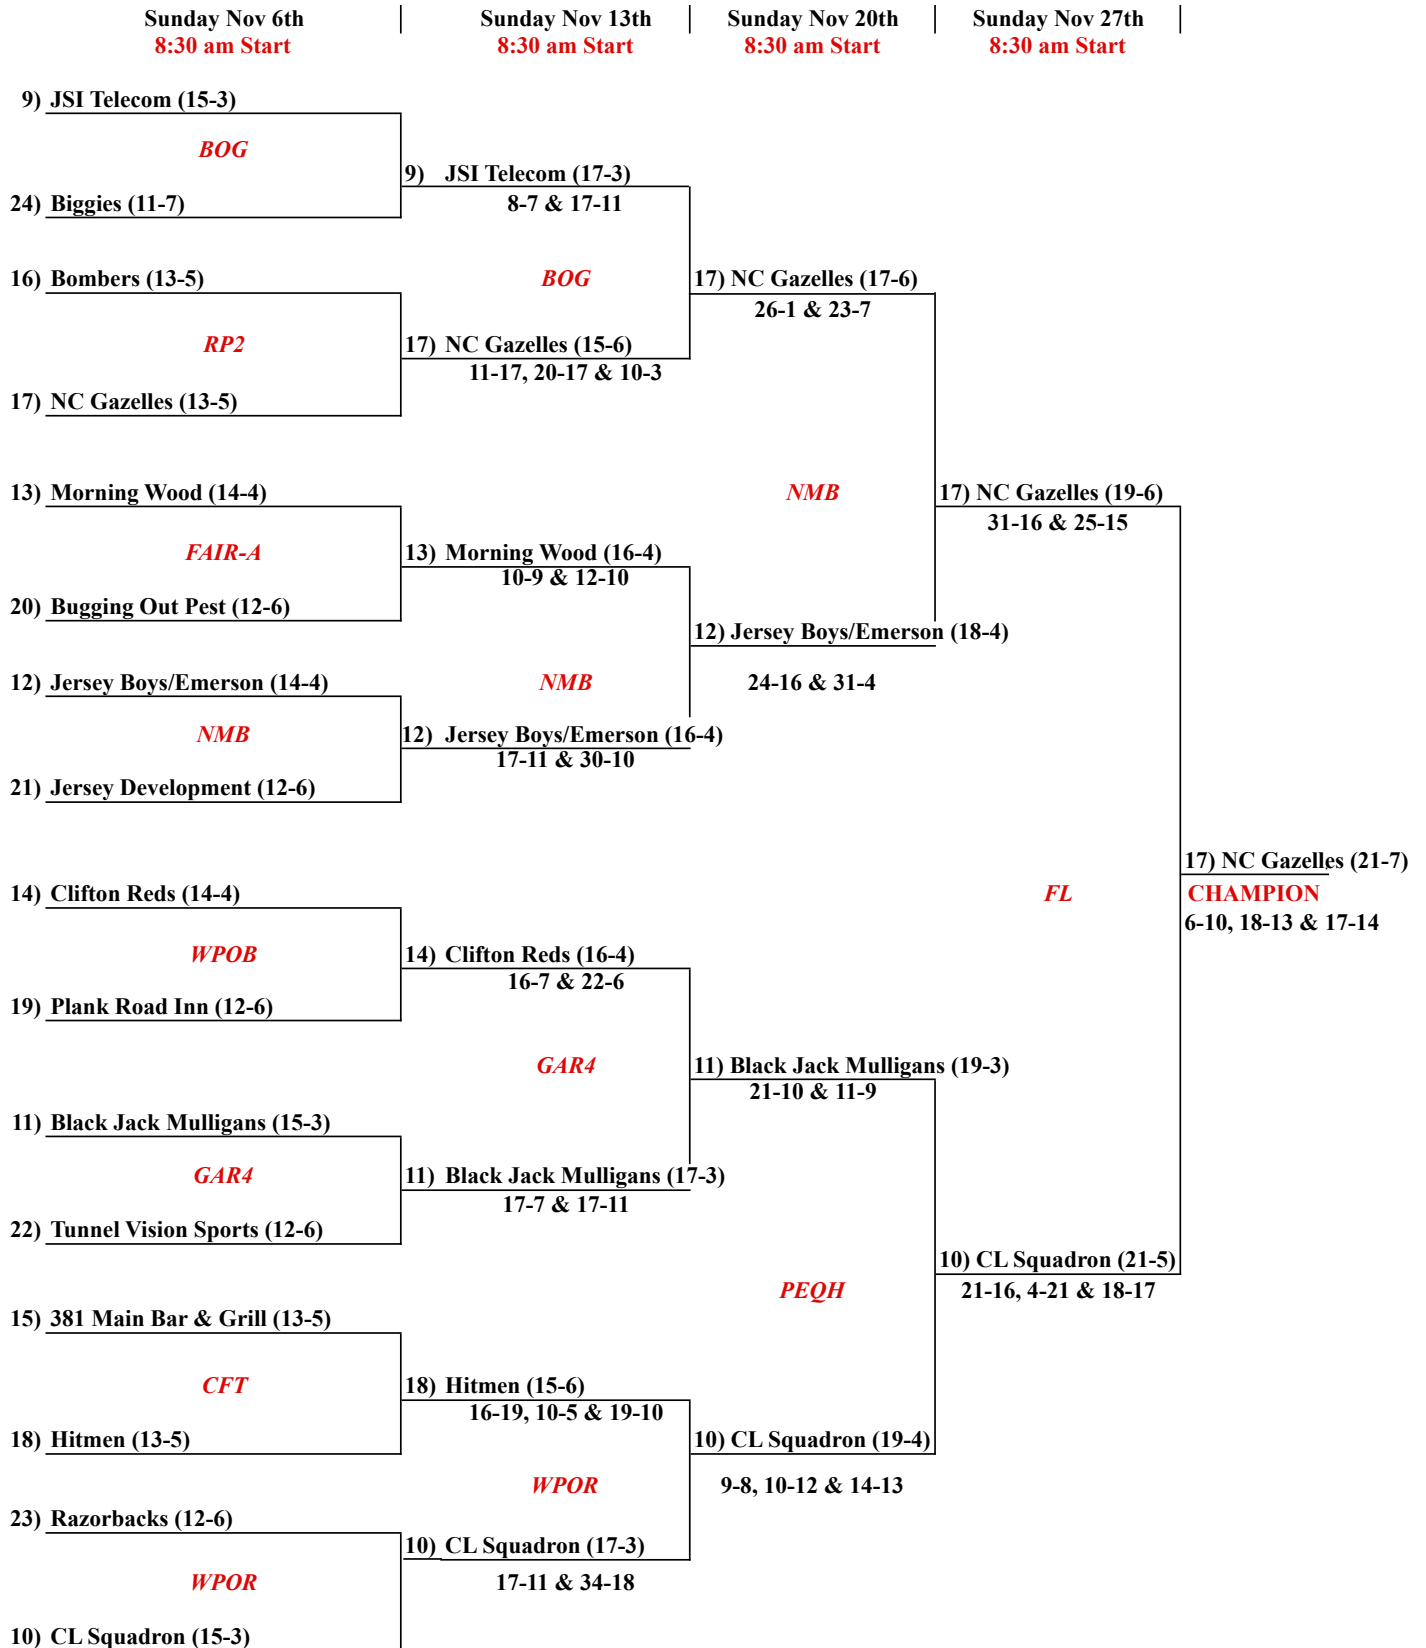 Sunday Nov 6th
8:30 am Start
Sunday Nov 13th
8:30 am Start
Sunday Nov 20th
8:30 am Start
Sunday Nov 27th
8:30 am Start
9) JSI Telecom (15-3)
BOG
24) Biggies (11-7)
16) Bombers (13-5)
RP2
17) NC Gazelles (13-5)
13) Morning Wood (14-4)
FAIR-A
20) Bugging Out Pest (12-6)
12) Jersey Boys/Emerson (14-4)
NMB
21) Jersey Development (12-6)
14) Clifton Reds (14-4)
WPOB
19) Plank Road Inn (12-6)
11) Black Jack Mulligans (15-3)
GAR4
22) Tunnel Vision Sports (12-6)
15) 381 Main Bar & Grill (13-5)
CFT
18) Hitmen (13-5)
23) Razorbacks (12-6)
WPOR
10) CL Squadron (15-3)
9) JSI Telecom (17-3)
8-7 & 17-11
BOG
17) NC Gazelles (15-6)
11-17, 20-17 & 10-3
13) Morning Wood (16-4)
10-9 & 12-10
NMB
12) Jersey Boys/Emerson (16-4)
17-11 & 30-10
14) Clifton Reds (16-4)
16-7 & 22-6
GAR4
11) Black Jack Mulligans (17-3)
17-7 & 17-11
18) Hitmen (15-6)
16-19, 10-5 & 19-10
WPOR
10) CL Squadron (17-3)
17-11 & 34-18
17) NC Gazelles (17-6)
26-1 & 23-7
NMB
12) Jersey Boys/Emerson (18-4)
24-16 & 31-4
11) Black Jack Mulligans (19-3)
21-10 & 11-9
PEQH
10) CL Squadron (19-4)
9-8, 10-12 & 14-13
17) NC Gazelles (19-6)
31-16 & 25-15
FL
10) CL Squadron (21-5)
21-16, 4-21 & 18-17
17) NC Gazelles (21-7)
CHAMPION
6-10, 18-13 & 17-14